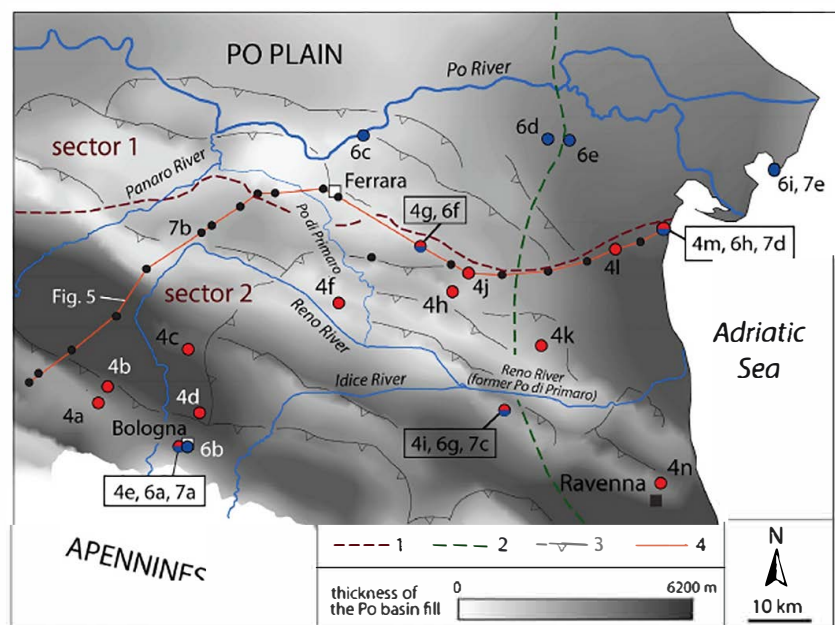 PO PLAIN
Po River
sector 1
Panaro River
6c
6d
6e
6i, 7e
Ferrara
4g, 6f
7b
Po di Primaro
4m, 6h, 7d
Fig. 5
sector 2
4f
4h
4j
4l
Reno River
4c
4k
Adriatic
Sea
4b
4a
4d
Idice River
Reno River
(former Po di Primaro)
Bologna
6b
4i, 6g, 7c
4e, 6a, 7a
Ravenna
4n
APENNINES
1
2
3
4
N
thickness of
the Po basin fill
0
6200 m
10 km